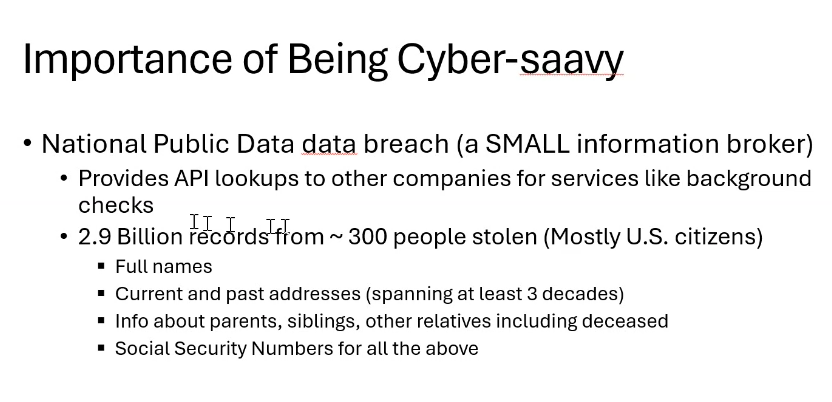 Importance of Being Cyber-saavy
• National Public Data data breach (a SMALL information broker)
• Provides API lookups to other companies for services like background
checks
• 2.9 Billion records from ~ 300 people stolen (Mostly U.S. citizens)
▪ Full names
▪ Current and past addresses (spanning at least 3 decades)
▪ Info about parents, siblings, other relatives including deceased
▪ Social Security Numbers for all the above